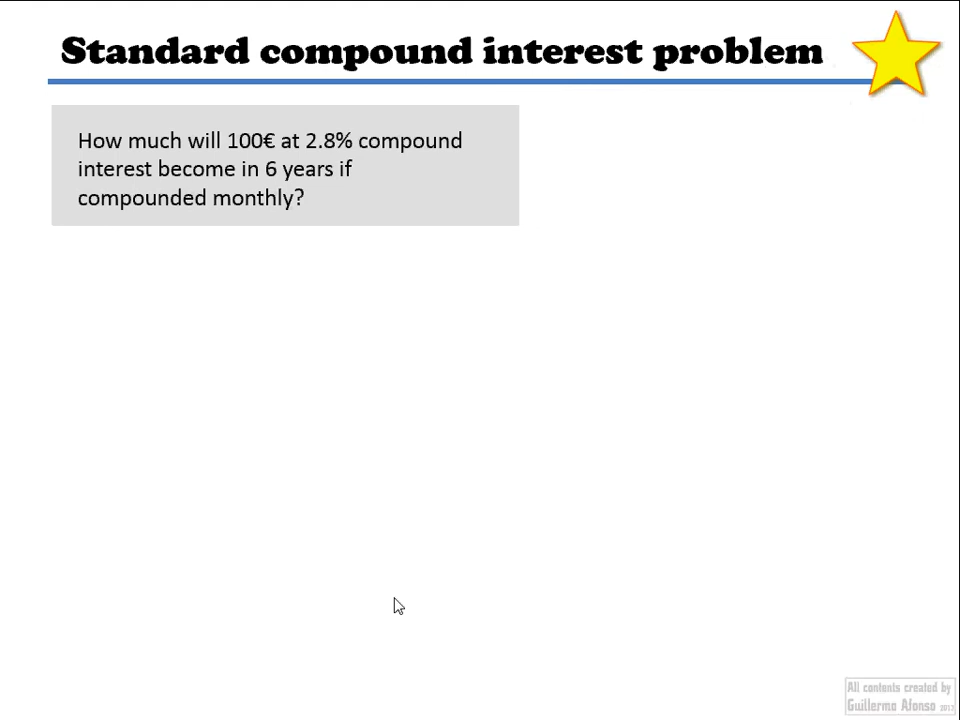 Standard compound interest problem
How much will 100€ at 2.8% compound
interest become in 6 years if
compounded monthly?
All contents created by
Guillermo Afonso 2012